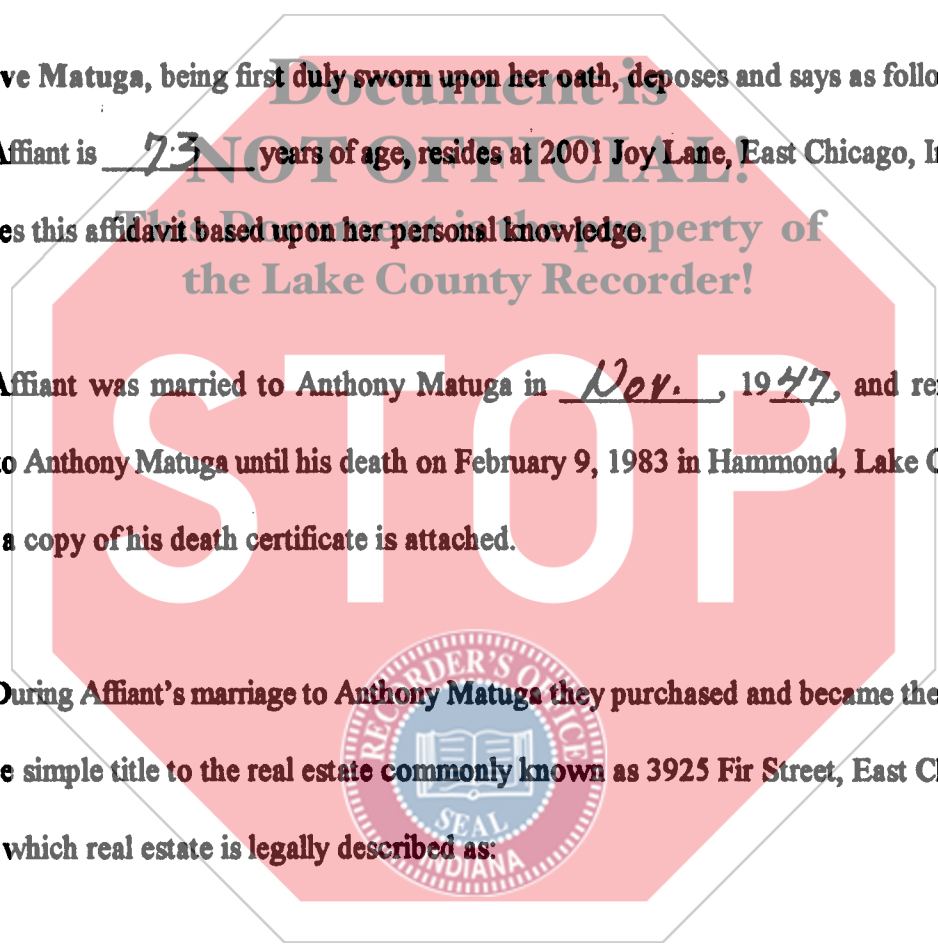 ve Matuga, being first duly sworn upon her oath, deposes and says as follo
Document is
Affiant is 73 years of age, resides at 2001 Joy Lane, East Chicago, In
NOT OFFICIAL!
es this affidavit based upon her personal knowledge.
This Document is the property of
the Lake County Recorder!
STOP
Affiant was married to Anthony Matuga in Nov., 1947, and re
o Anthony Matuga until his death on February 9, 1983 in Hammond, Lake C
a copy of his death certificate is attached.
During Affiant's marriage to Anthony Matuga they purchased and became the
e simple title to the real estate commonly known as 3925 Fir Street, East Cl
which real estate is legally described as:
RECORDER'S OFFICE
SEAL
INDIANA